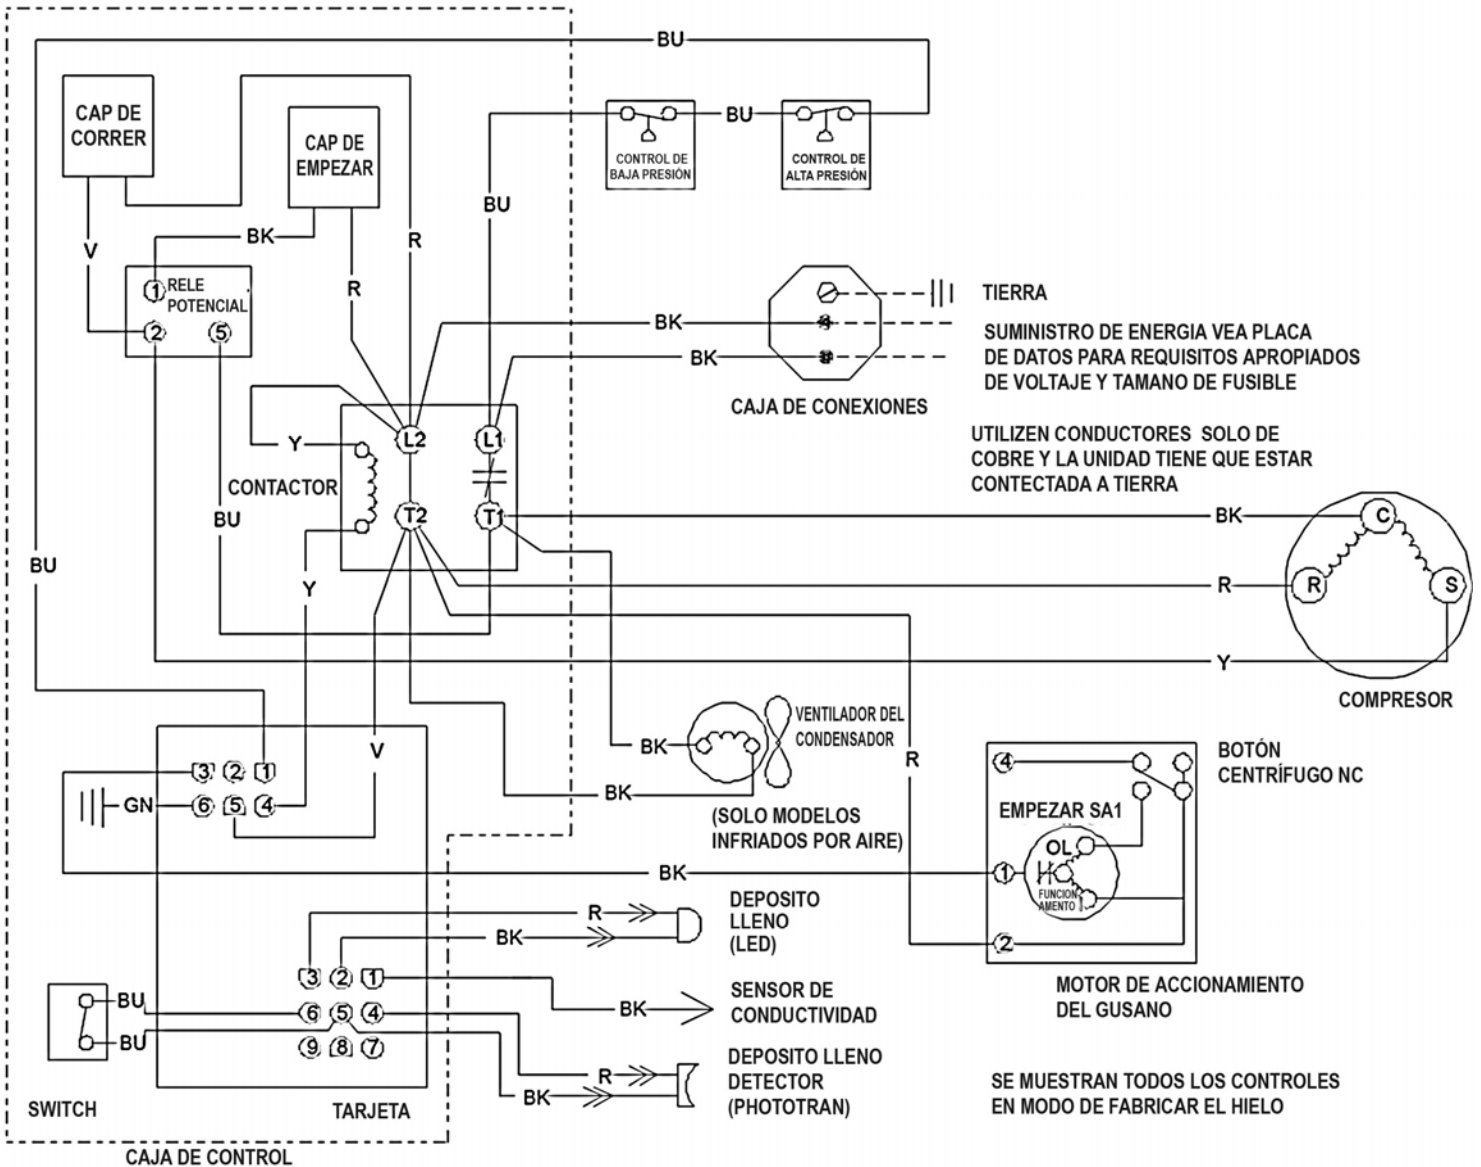 BU
CAP DE
CORRER
CAP DE
EMPEZAR
BU
CONTROL DE
BAJA PRESIÓN
CONTROL DE
ALTA PRESIÓN
BU
V
BK
R
R
1
RELE
POTENCIAL
2
5
TIERRA
BK
BK
SUMINISTRO DE ENERGIA VEA PLACA
DE DATOS PARA REQUISITOS APROPIADOS
DE VOLTAJE Y TAMANO DE FUSIBLE
CAJA DE CONEXIONES
UTILIZEN CONDUCTORES SOLO DE
COBRE Y LA UNIDAD TIENE QUE ESTAR
CONTECTADA A TIERRA
Y
L2
L1
CONTACTOR
T2
T1
BU
BK
C
BU
Y
R
R
S
Y
COMPRESOR
VENTILADOR DEL
CONDENSADOR
BK
V
R
BK
(SOLO MODELOS
INFRIADOS POR AIRE)
BOTÓN
CENTRÍFUGO NC
3 2 1
GN
6 5 4
4
EMPEZAR SA1
OL
1
FUNCION
AMENTO
2
BK
MOTOR DE ACCIONAMIENTO
DEL GUSANO
R
BK
DEPOSITO
LLENO
(LED)
3 2 1
6 5 4
9 8 7
BK
SENSOR DE
CONDUCTIVIDAD
BU
BU
SWITCH
TARJETA
R
BK
DEPOSITO LLENO
DETECTOR
(PHOTOTRAN)
SE MUESTRAN TODOS LOS CONTROLES
EN MODO DE FABRICAR EL HIELO
CAJA DE CONTROL